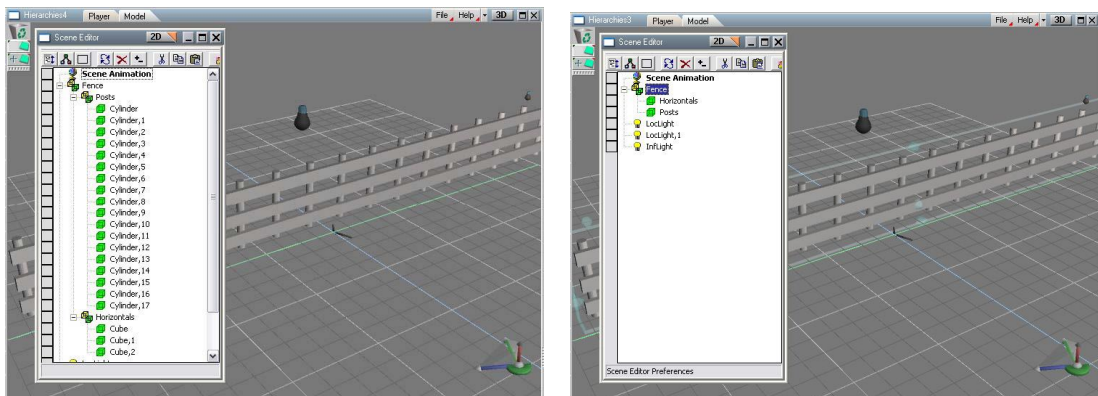 Hierarchies4 Player Model File Help 3D
Scene Editor 2D
Scene Animation
Fence
Posts
Cylinder
Cylinder,1
Cylinder,2
Cylinder,3
Cylinder,4
Cylinder,5
Cylinder,6
Cylinder,7
Cylinder,8
Cylinder,9
Cylinder,10
Cylinder,11
Cylinder,12
Cylinder,13
Cylinder,14
Cylinder,15
Cylinder,16
Cylinder,17
Horizontals
Cube
Cube,1
Cube,2
Hierarchies3 Player Model File Help 3D
Scene Editor 2D
Scene Animation
Fence
Horizontals
Posts
LocLight
LocLight,1
InfLight
Scene Editor Preferences